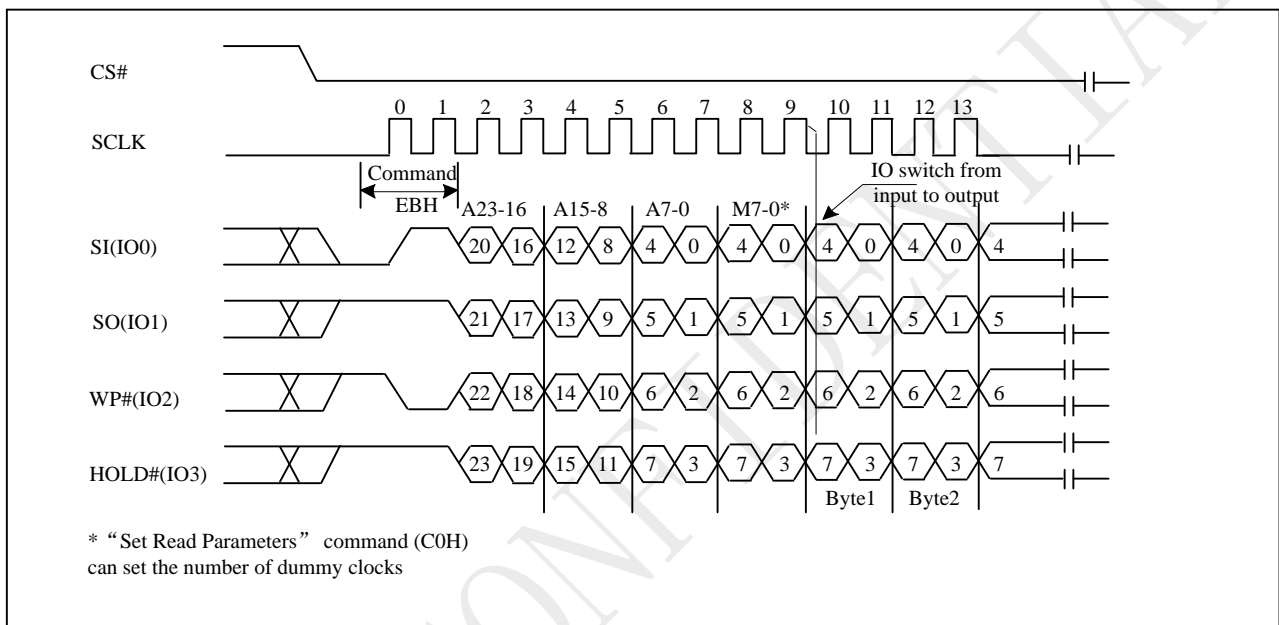 CS#
0 1 2 3 4 5 6 7 8 9 10 11 12 13
SCLK
Command
EBH
IO switch from
input to output
A23-16 A15-8 A7-0 M7-0*
SI(IO0) 20 16 12 8 4 0 4 0 4 0 4 0 4
SO(IO1) 21 17 13 9 5 1 5 1 5 1 5 1 5
WP#(IO2) 22 18 14 10 6 2 6 2 6 2 6 2 6
HOLD#(IO3) 23 19 15 11 7 3 7 3 7 3 7 3 7
Byte1 Byte2
* “Set Read Parameters” command (C0H)
can set the number of dummy clocks
ONFIDENTIA